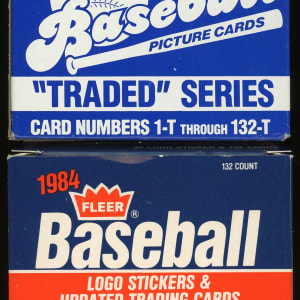 Baseball
PICTURE CARDS
"TRADED" SERIES
CARD NUMBERS 1-T THROUGH 132-T
132 COUNT
1984
FLEER®
Baseball
LOGO STICKERS &
UPDATED TRADING CARDS